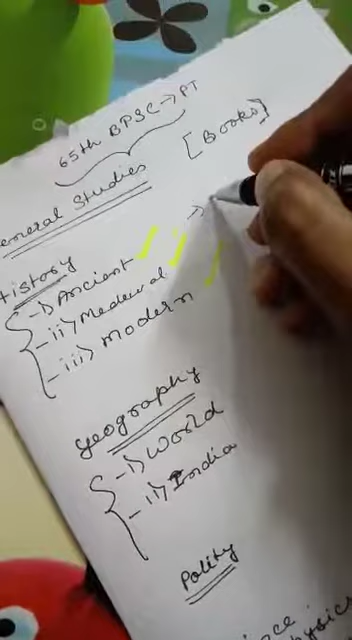 65th BPSC → PT
[Books]
General Studies
History
- i) Ancient
- ii) Medieval →
- iii) Modern
Geography
- i) World
- ii) India
Polity